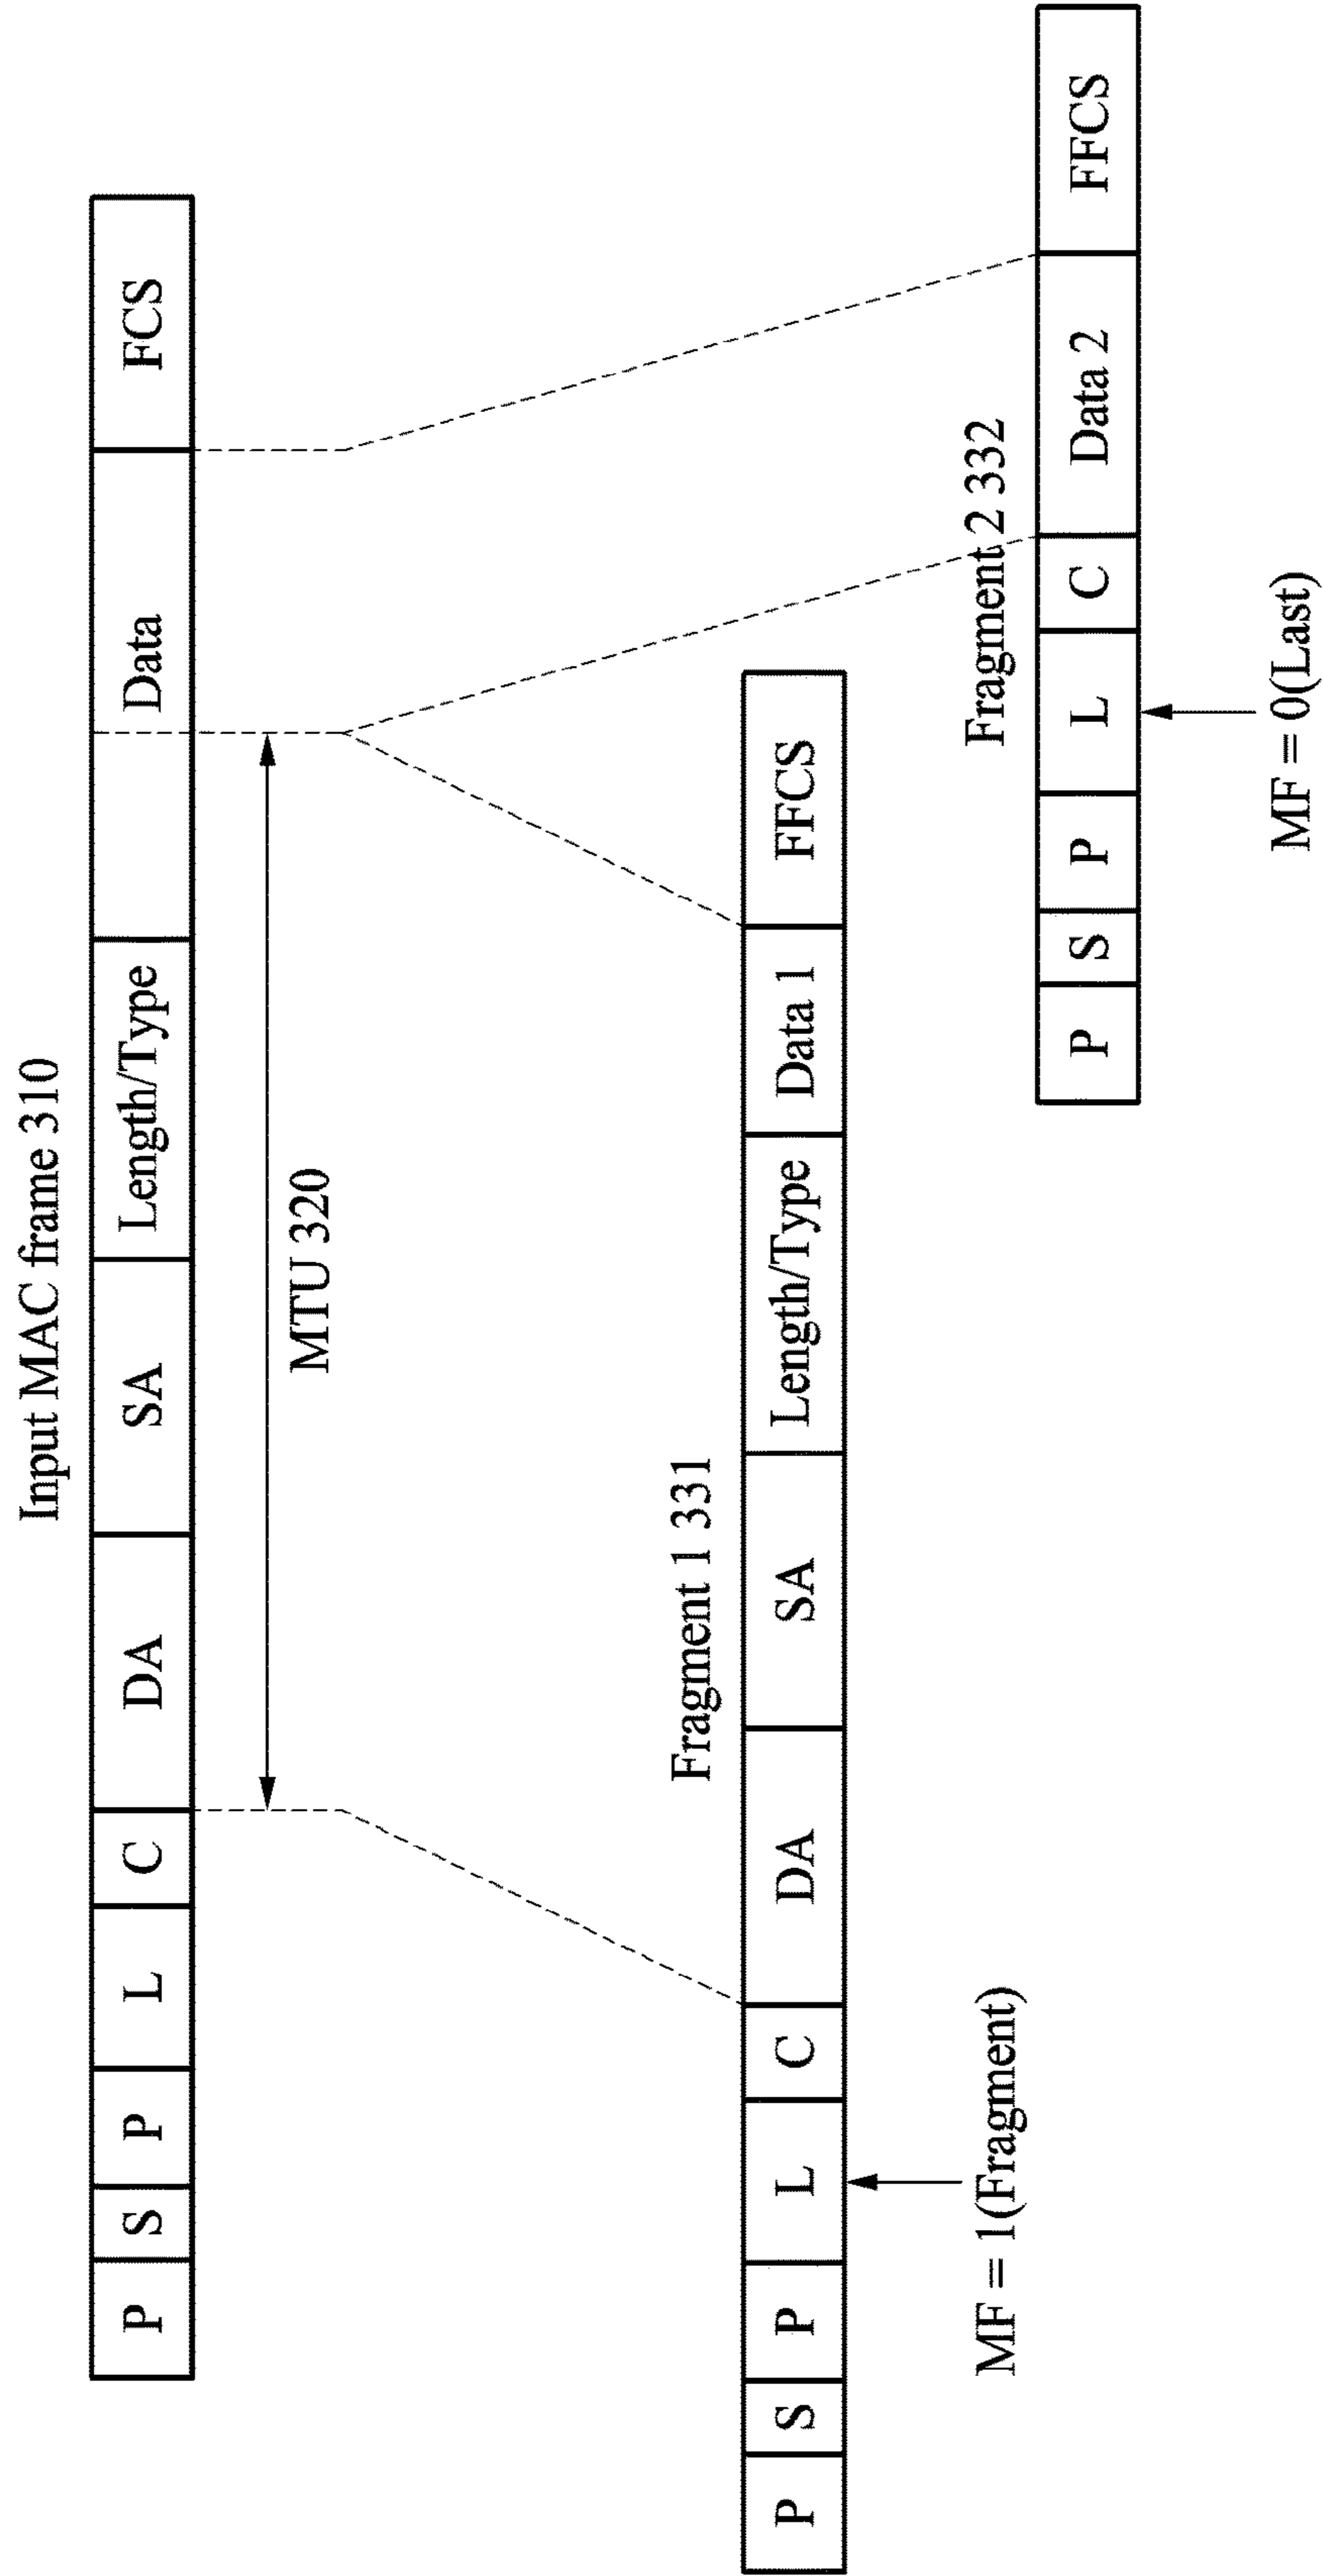 Input MAC frame 310
P S P L C DA SA Length/Type Data FCS
MTU 320
Fragment 1 331
P S P L C DA SA Length/Type Data 1 FFCS
MF = 1(Fragment)
Fragment 2 332
P S P L C Data 2 FFCS
MF = 0(Last)